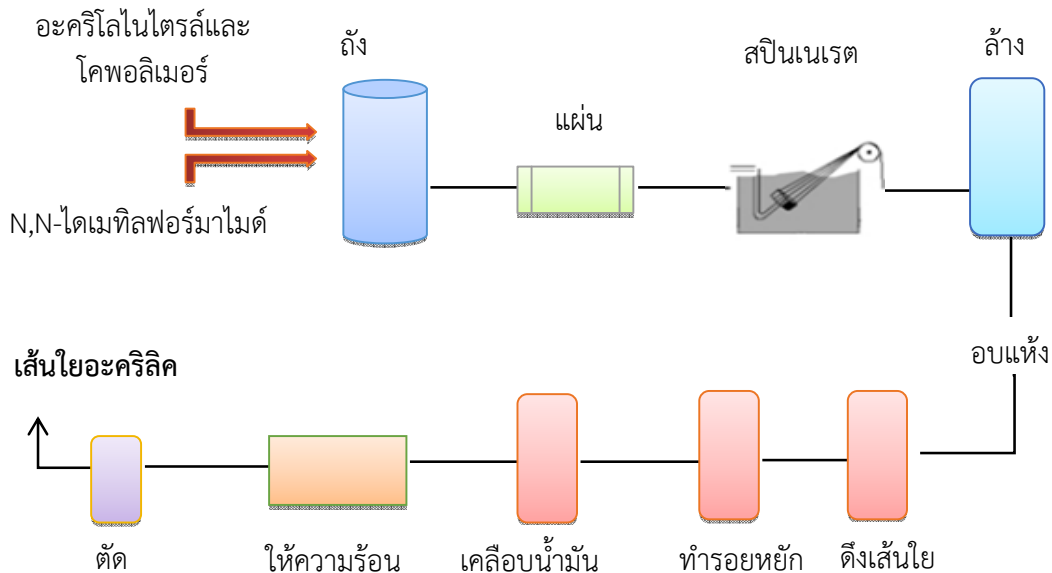 อะคริโลไนไตรล์และ
โคพอลิเมอร์
ถัง
สปินเนเรต
ล้าง
แผ่น
N,N-ไดเมทิลฟอร์มาไมด์
เส้นใยอะคริลิค
อบแห้ง
ตัด
ให้ความร้อน
เคลือบน้ำมัน
ทำรอยหยัก
ดึงเส้นใย